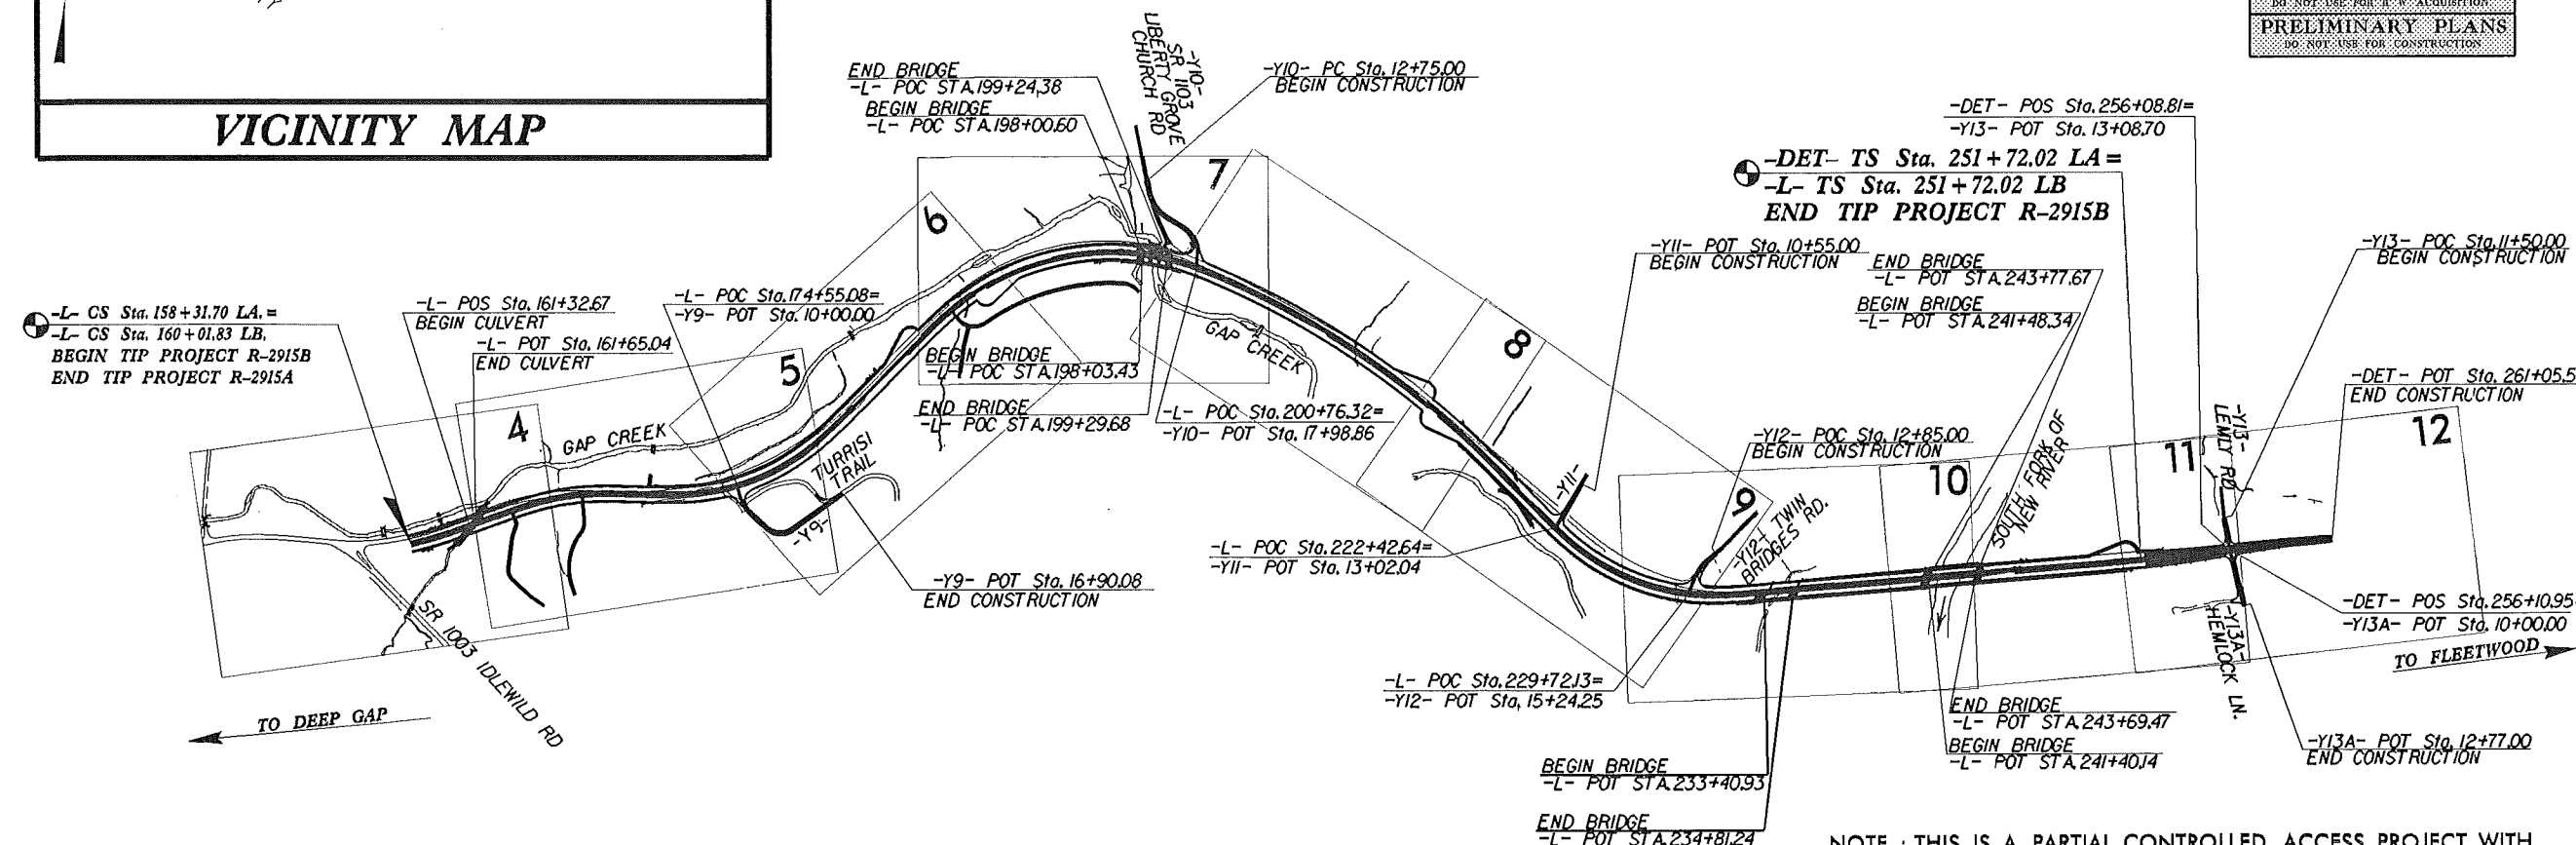 DO NOT USE FOR R/W ACQUISITION
PRELIMINARY PLANS
DO NOT USE FOR CONSTRUCTION
VICINITY MAP
END BRIDGE
-L- POC STA.199+24.38
BEGIN BRIDGE
-L- POC STA.198+00.60
-Y10-
SR 1103
LIBERTY GROVE
CHURCH RD
-Y10- PC Sta. 12+75.00
BEGIN CONSTRUCTION
-DET- POS Sta. 256+08.81=
-Y13- POT Sta. 13+08.70
-DET- TS Sta. 251+72.02 LA =
-L- TS Sta. 251+72.02 LB
END TIP PROJECT R-2915B
-Y11- POT Sta. 10+55.00
BEGIN CONSTRUCTION
END BRIDGE
-L- POT STA.243+77.67
BEGIN BRIDGE
-L- POT STA.241+48.34
-Y13- POC Sta.11+50.00
BEGIN CONSTRUCTION
-L- CS Sta. 158+31.70 LA. =
-L- CS Sta. 160+01.83 LB.
BEGIN TIP PROJECT R-2915B
END TIP PROJECT R-2915A
-L- POS Sta. 161+32.67
BEGIN CULVERT
-L- POT Sta. 161+65.04
END CULVERT
-L- POC Sta.174+55.08=
-Y9- POT Sta. 10+00.00
4
5
6
7
8
9
10
11
12
GAP CREEK
TURRISI
TRAIL
-Y9-
BEGIN BRIDGE
-L- POC STA.198+03.43
END BRIDGE
-L- POC STA.199+29.68
GAP CREEK
-L- POC Sta. 200+76.32=
-Y10- POT Sta. 17+98.86
-Y11-
-Y12- POC Sta. 12+85.00
BEGIN CONSTRUCTION
-Y12-
TWIN
BRIDGES RD.
SOUTH FORK OF
NEW RIVER
-Y13-
LEMLY RD
-DET- POT Sta. 261+05.5
END CONSTRUCTION
-Y9- POT Sta. 16+90.08
END CONSTRUCTION
-L- POC Sta. 222+42.64=
-Y11- POT Sta. 13+02.04
-L- POC Sta. 229+72.13=
-Y12- POT Sta. 15+24.25
SR 1003 IDLEWILD RD
TO DEEP GAP
-DET- POS Sta. 256+10.95
-Y13A- POT Sta. 10+00.00
TO FLEETWOOD
-Y13A-
HEMLOCK LN.
-Y13A- POT Sta. 12+77.00
END CONSTRUCTION
END BRIDGE
-L- POT STA.243+69.47
BEGIN BRIDGE
-L- POT STA.241+40.14
BEGIN BRIDGE
-L- POT STA.233+40.93
END BRIDGE
-L- POT STA.234+81.24
NOTE : THIS IS A PARTIAL CONTROLLED ACCESS PROJECT WITH